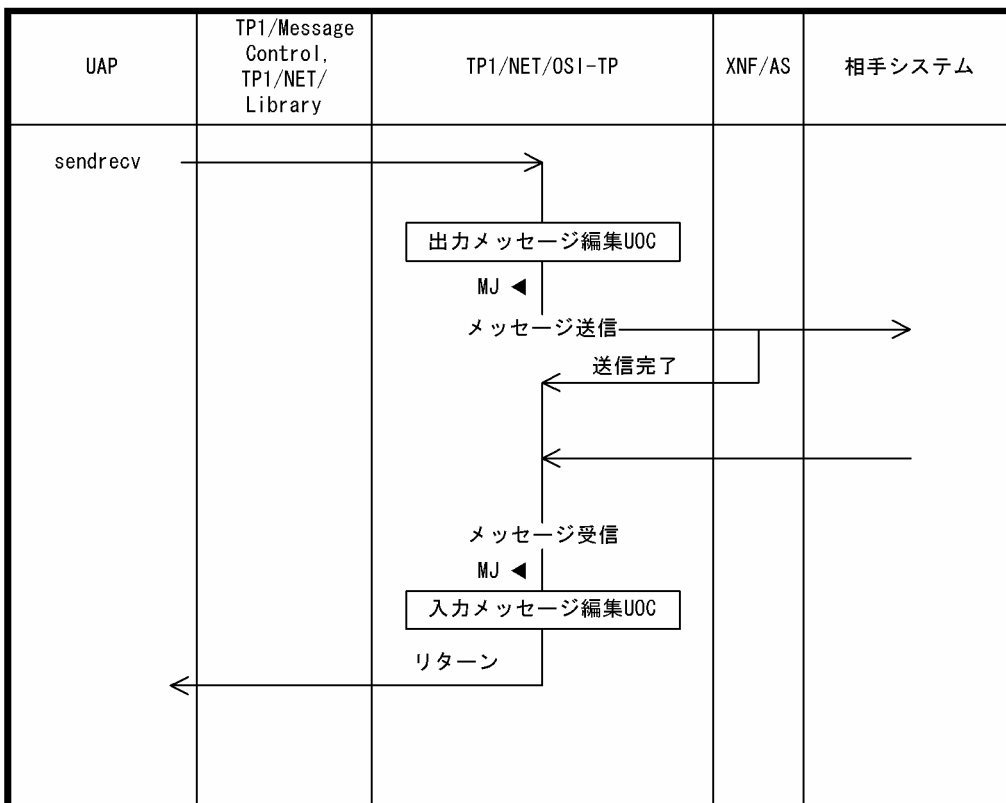 UAP
TP1/Message
Control,
TP1/NET/
Library
TP1/NET/OSI-TP
XNF/AS
相手システム
sendrecv
出力メッセージ編集UOC
MJ ◀
メッセージ送信
送信完了
メッセージ受信
MJ ◀
入力メッセージ編集UOC
リターン